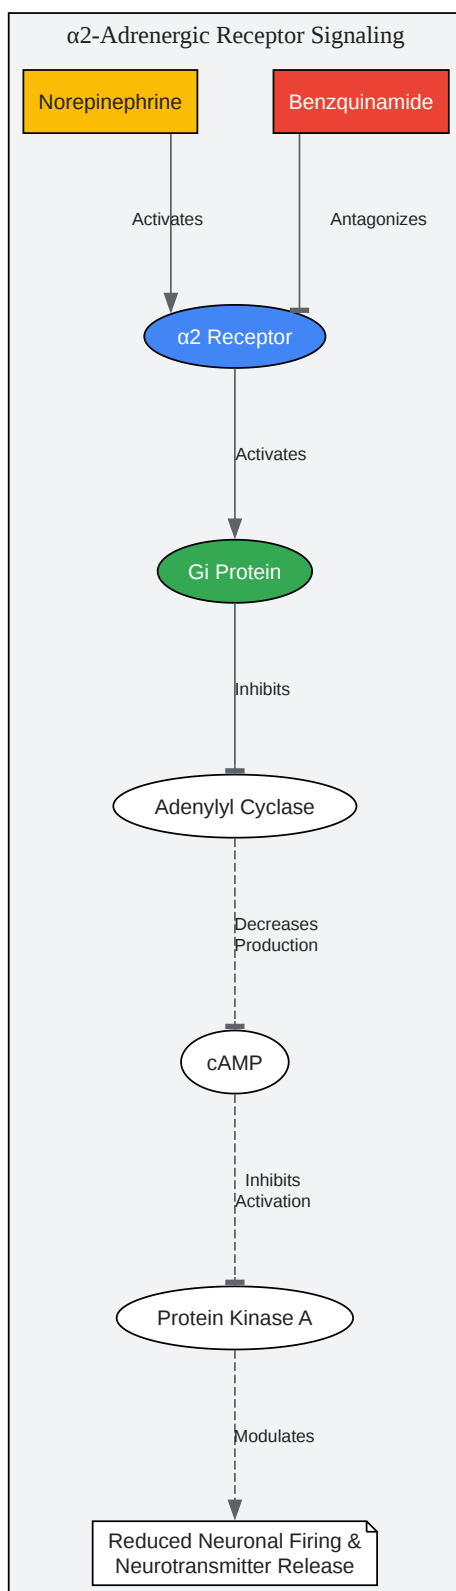 α2-Adrenergic Receptor Signaling
Norepinephrine
Benzquinamide
Activates
Antagonizes
α2 Receptor
Activates
Gi Protein
Inhibits
Adenylyl Cyclase
Decreases
Production
cAMP
Inhibits
Activation
Protein Kinase A
Modulates
Reduced Neuronal Firing &
Neurotransmitter Release